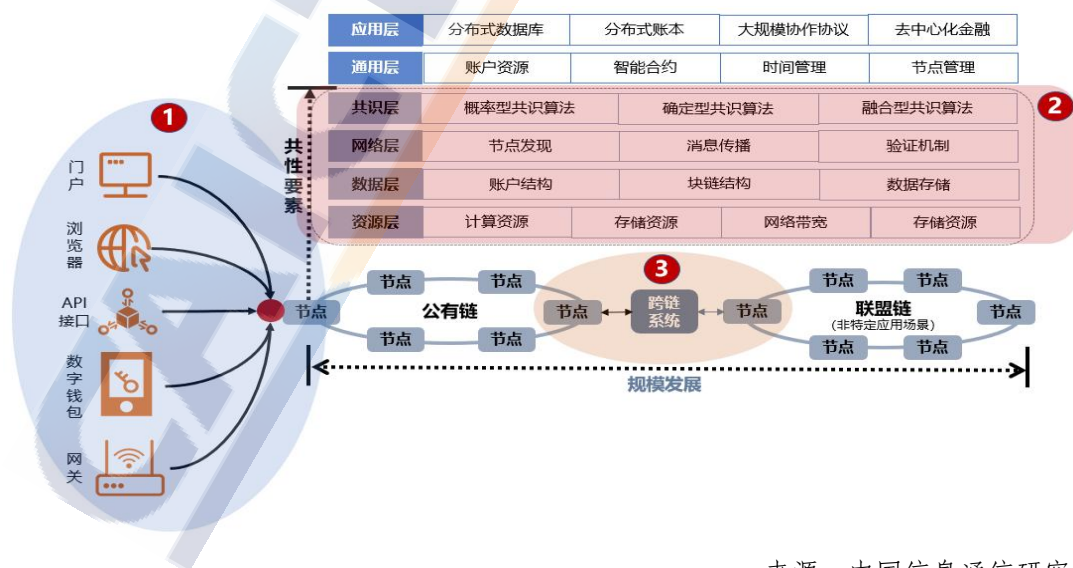 应用层 分布式数据库 分布式账本 大规模协作协议 去中心化金融
通用层 账户资源 智能合约 时间管理 节点管理
共识层 概率型共识算法 确定型共识算法 融合型共识算法
网络层 节点发现 消息传播 验证机制
数据层 账户结构 块链结构 数据存储
资源层 计算资源 存储资源 网络带宽 存储资源
共性要素
1
2
3
门户
浏览器
API
接口
数字钱包
网关
节点 节点 节点 节点
节点 公有链 节点 跨链 节点 联盟链 节点
系统 (非特定应用场景)
节点 节点 节点 节点
规模发展
CAICT